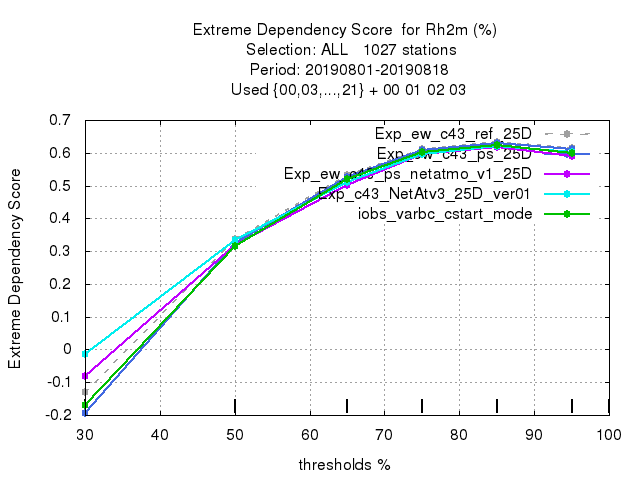 Extreme Dependency Score for Rh2m (%)
Selection: ALL 1027 stations
Period: 20190801-20190818
Used {00,03,...,21} + 00 01 02 03
Extreme Dependency Score
0.7
0.6
0.5
0.4
0.3
0.2
0.1
0
-0.1
-0.2
Exp_ew_c43_ref_25D
Exp_ew_c43_ps_25D
Exp_ew_c43_ps_netatmo_v1_25D
Exp_c43_NetAtv3_25D_ver01
iobs_varbc_cstart_mode
30 40 50 60 70 80 90 100
thresholds %